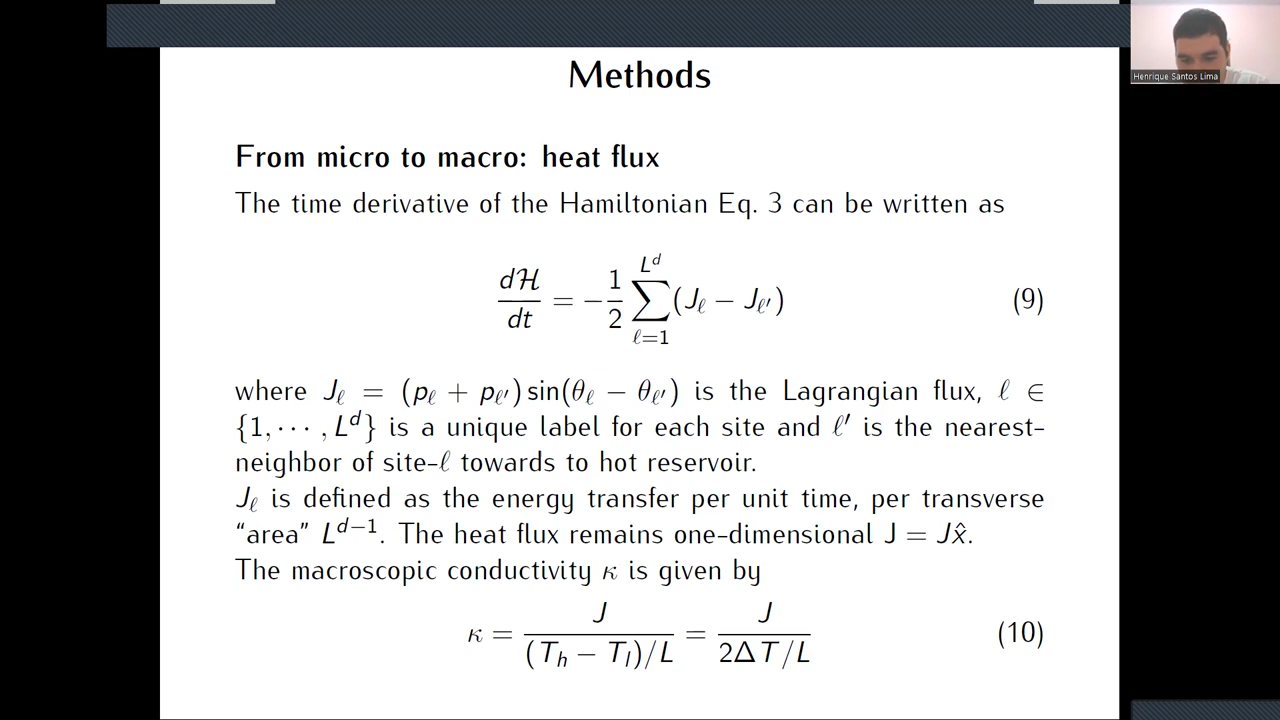 Methods
Henrique Santos Lima
From micro to macro: heat flux
The time derivative of the Hamiltonian Eq. 3 can be written as
dℋ/dt = −1/2 ∑_{ℓ=1}^{L^d} (J_ℓ − J_ℓ′) (9)
where J_ℓ = (p_ℓ + p_ℓ′) sin(θ_ℓ − θ_ℓ′) is the Lagrangian flux, ℓ ∈
{1, ⋯ , L^d} is a unique label for each site and ℓ′ is the nearest-
neighbor of site-ℓ towards to hot reservoir.
J_ℓ is defined as the energy transfer per unit time, per transverse
“area” L^{d−1}. The heat flux remains one-dimensional J = Jx̂.
The macroscopic conductivity κ is given by
κ = J/((T_h − T_l)/L) = J/(2ΔT/L) (10)